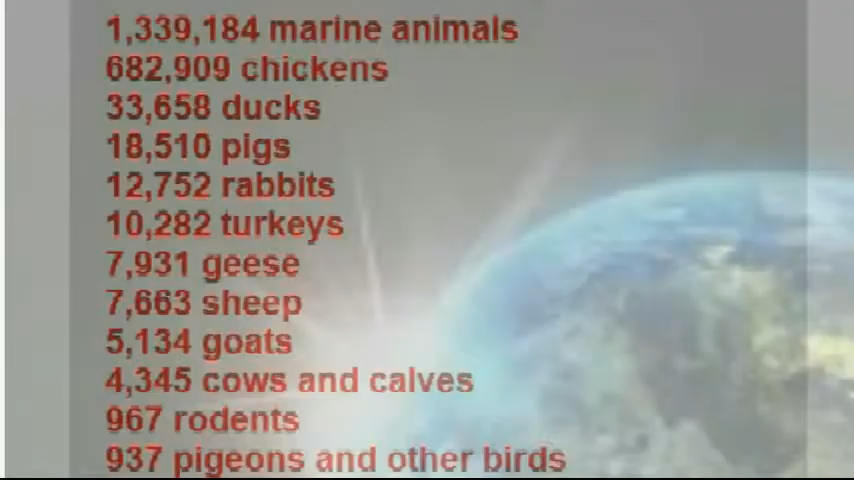 1,339,184 marine animals
682,909 chickens
33,658 ducks
18,510 pigs
12,752 rabbits
10,282 turkeys
7,931 geese
7,663 sheep
5,134 goats
4,345 cows and calves
967 rodents
937 pigeons and other birds